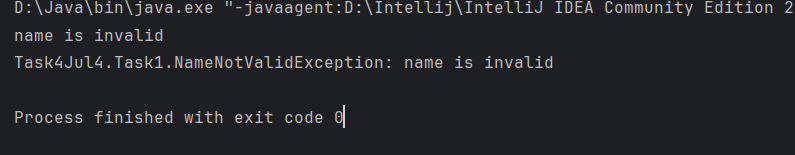 D:\Java\bin\java.exe "-javaagent:D:\Intellij\IntelliJ IDEA Community Edition 2
name is invalid
Task4Jul4.Task1.NameNotValidException: name is invalid
Process finished with exit code 0